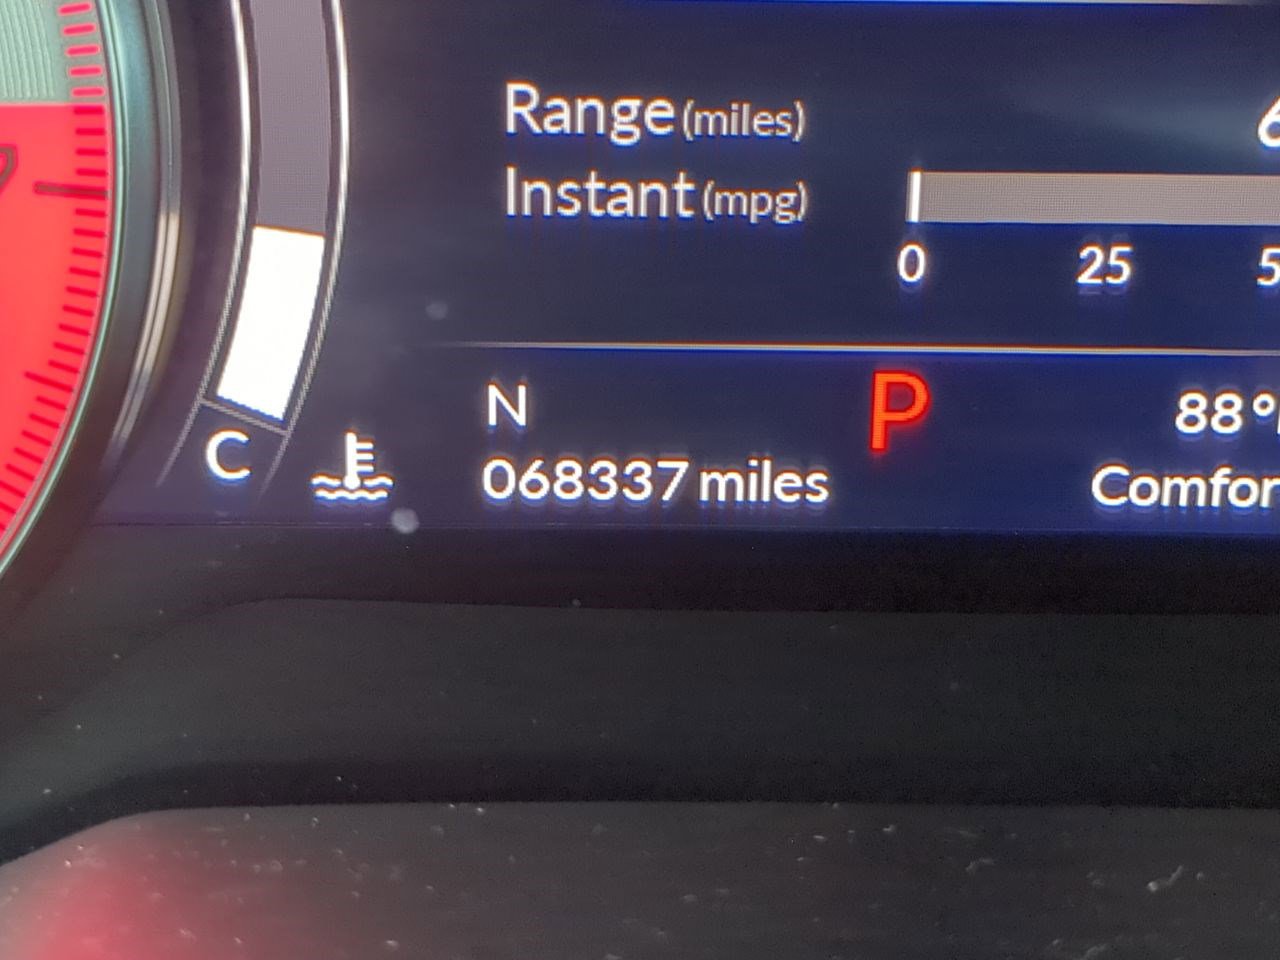 Range (miles)
Instant (mpg)
0 25
N P 88°
068337 miles
C